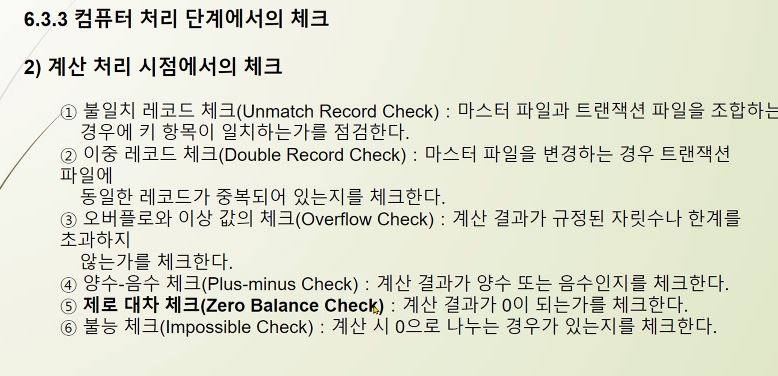 6.3.3 컴퓨터 처리 단계에서의 체크
2) 계산 처리 시점에서의 체크
① 불일치 레코드 체크(Unmatch Record Check) : 마스터 파일과 트랜잭션 파일을 조합하는
경우에 키 항목이 일치하는가를 점검한다.
② 이중 레코드 체크(Double Record Check) : 마스터 파일을 변경하는 경우 트랜잭션
파일에
동일한 레코드가 중복되어 있는지를 체크한다.
③ 오버플로와 이상 값의 체크(Overflow Check) : 계산 결과가 규정된 자릿수나 한계를
초과하지
않는가를 체크한다.
④ 양수-음수 체크(Plus-minus Check) : 계산 결과가 양수 또는 음수인지를 체크한다.
⑤ 제로 대차 체크(Zero Balance Check) : 계산 결과가 0이 되는가를 체크한다.
⑥ 불능 체크(Impossible Check) : 계산 시 0으로 나누는 경우가 있는지를 체크한다.